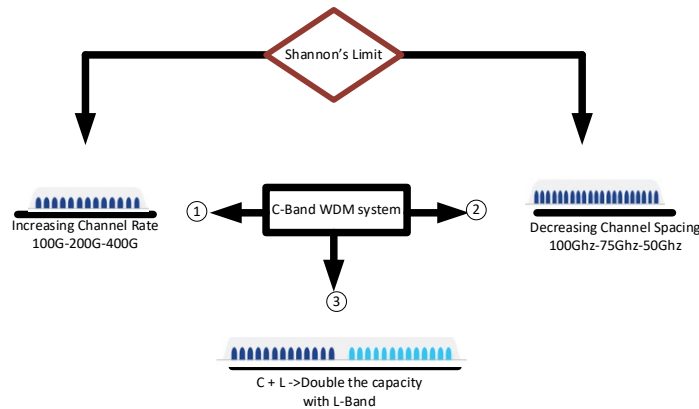 Shannon's Limit
1
C-Band WDM system
2
Increasing Channel Rate
100G-200G-400G
Decreasing Channel Spacing
100Ghz-75Ghz-50Ghz
3
C + L ->Double the capacity
with L-Band